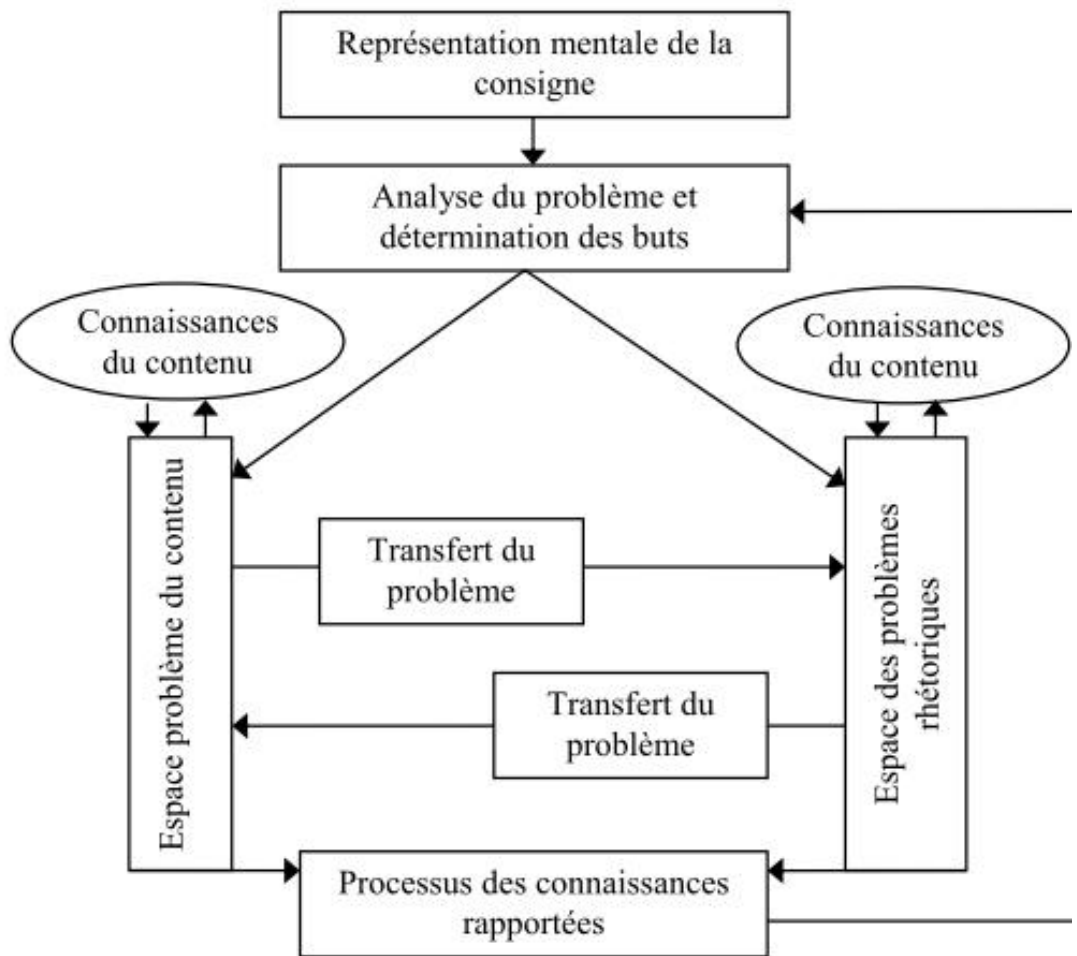 Représentation mentale de la
consigne
Analyse du problème et
détermination des buts
Connaissances
du contenu
Connaissances
du contenu
Espace problème du contenu
Transfert du
problème
Transfert du
problème
Espace des problèmes
rhétoriques
Processus des connaissances
rapportées